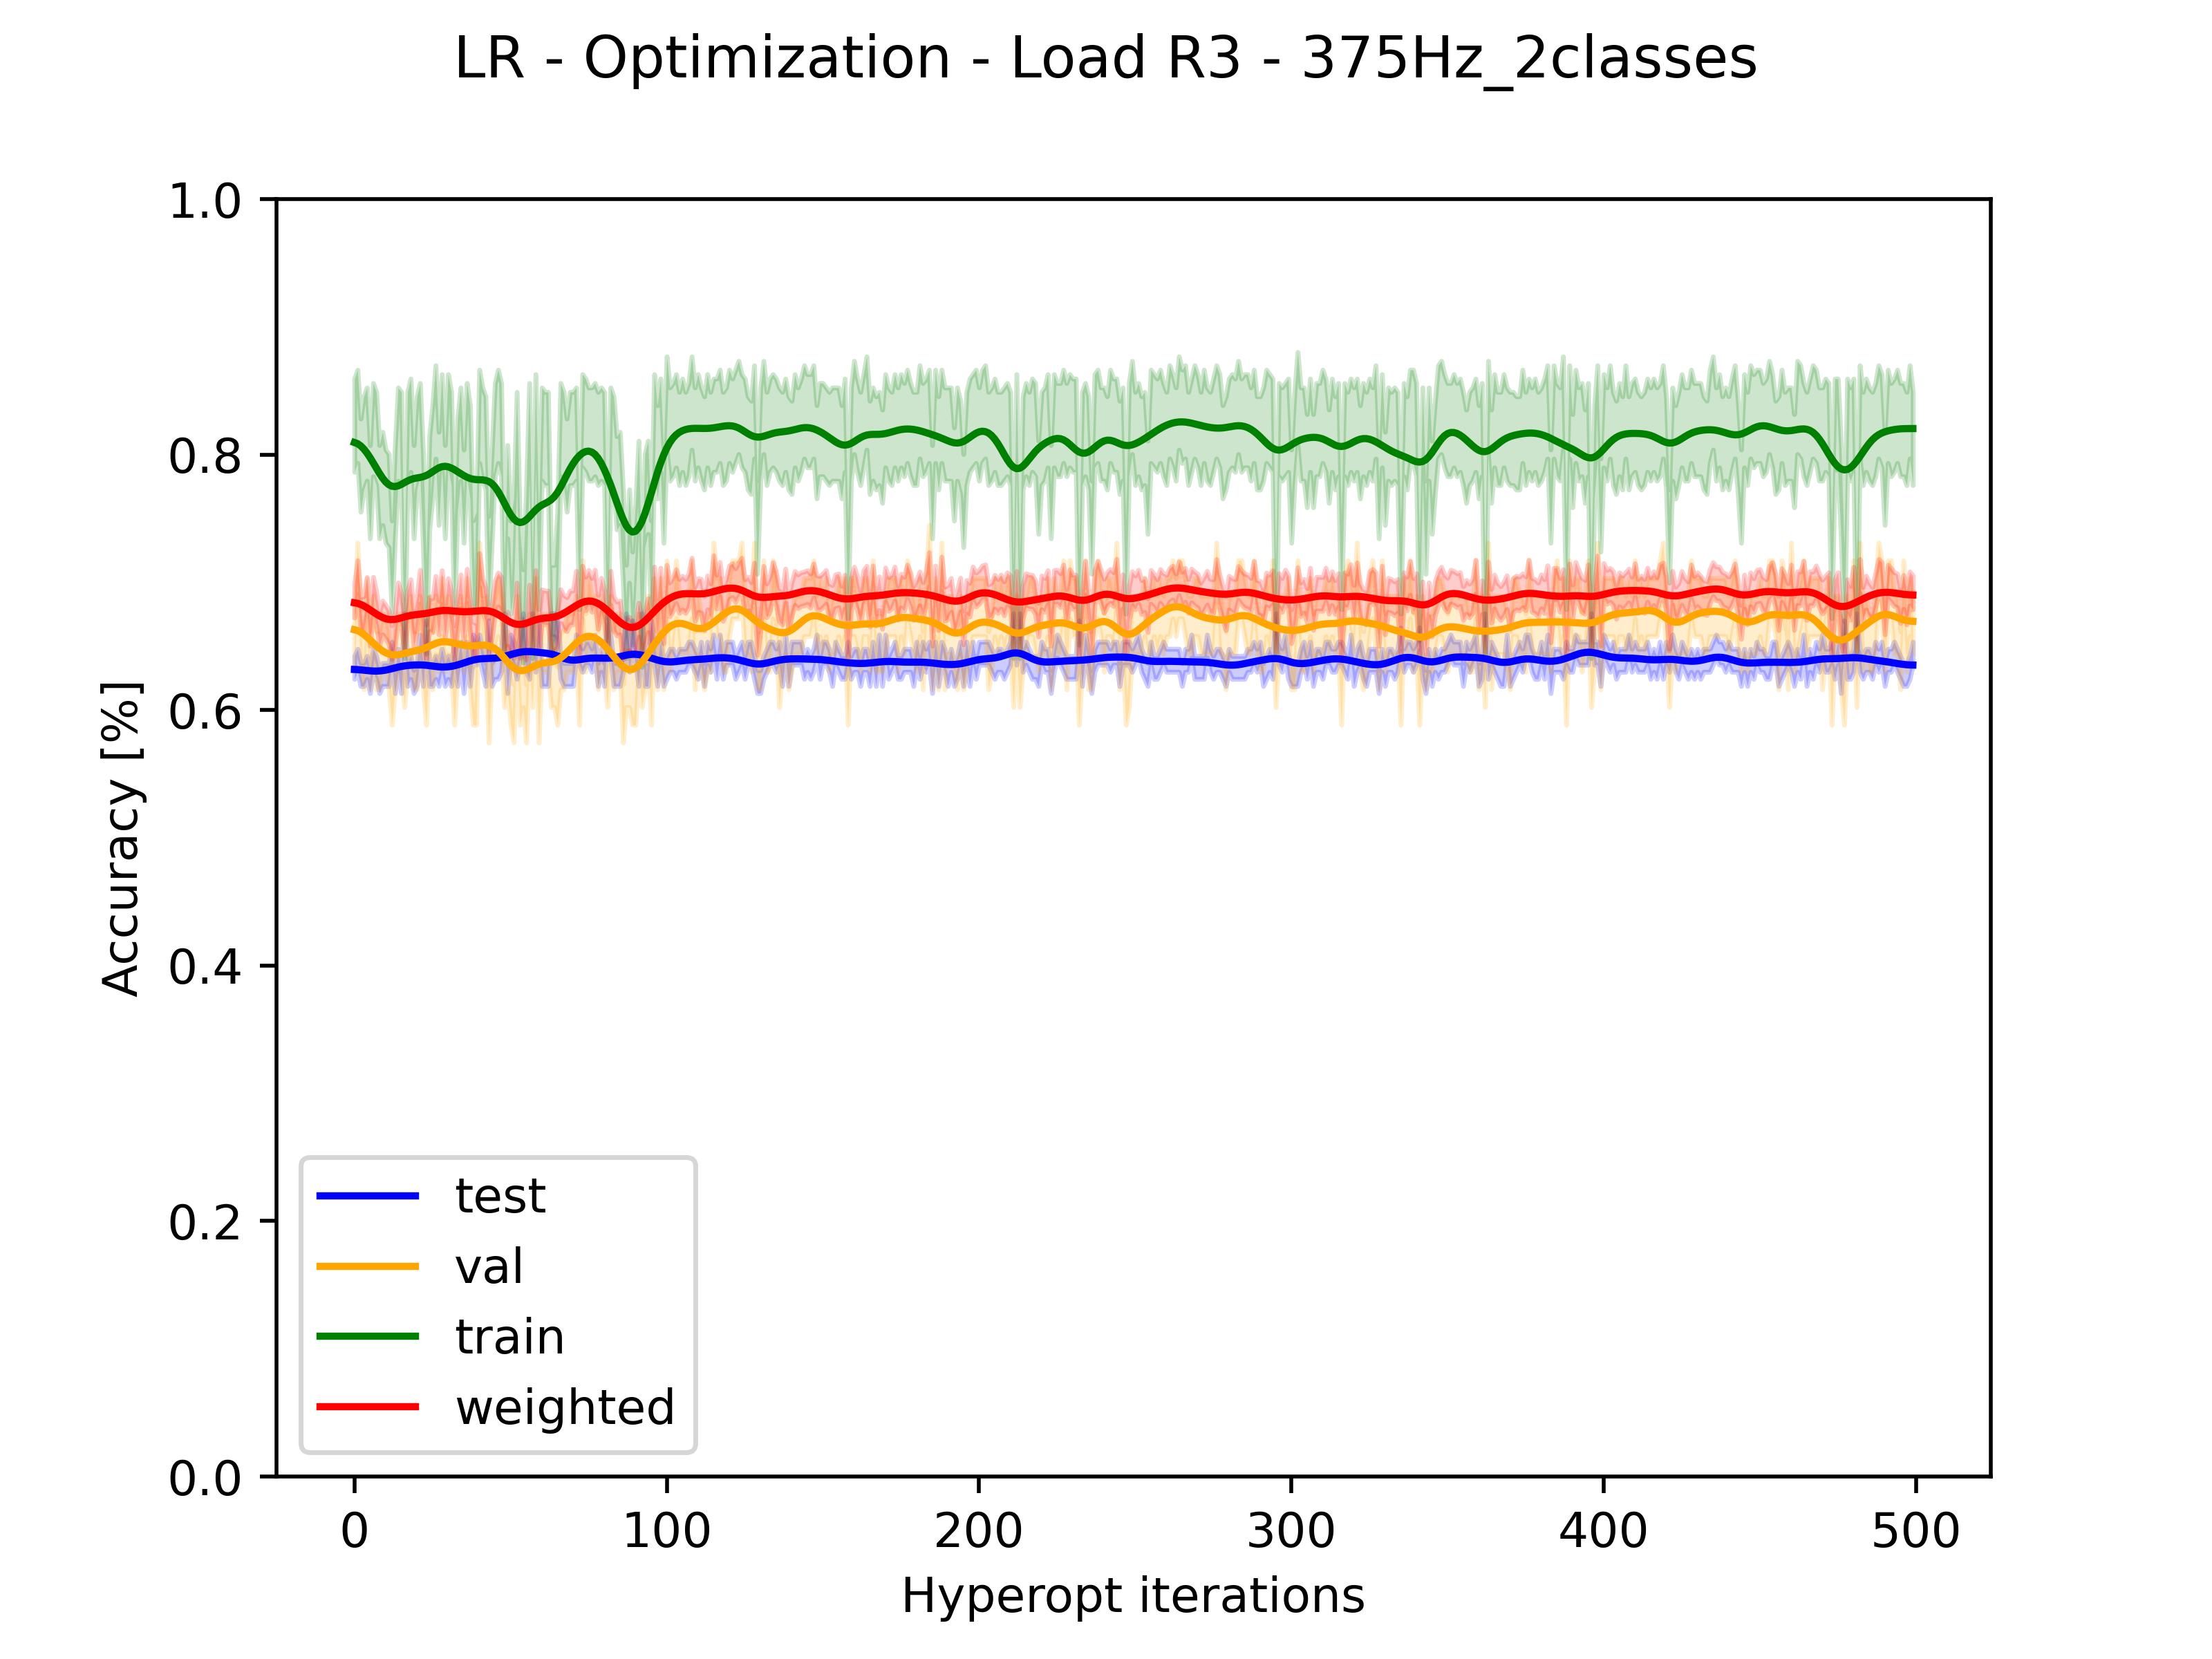 LR - Optimization - Load R3 - 375Hz_2classes
1.0
0.8
0.6
0.4
0.2
0.0
Accuracy [%]
test
val
train
weighted
0 100 200 300 400 500
Hyperopt iterations